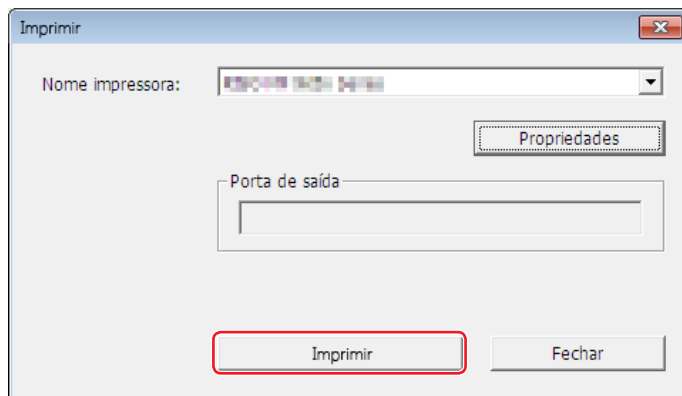 Imprimir
Nome impressora:
Propriedades
Porta de saída
Imprimir
Fechar